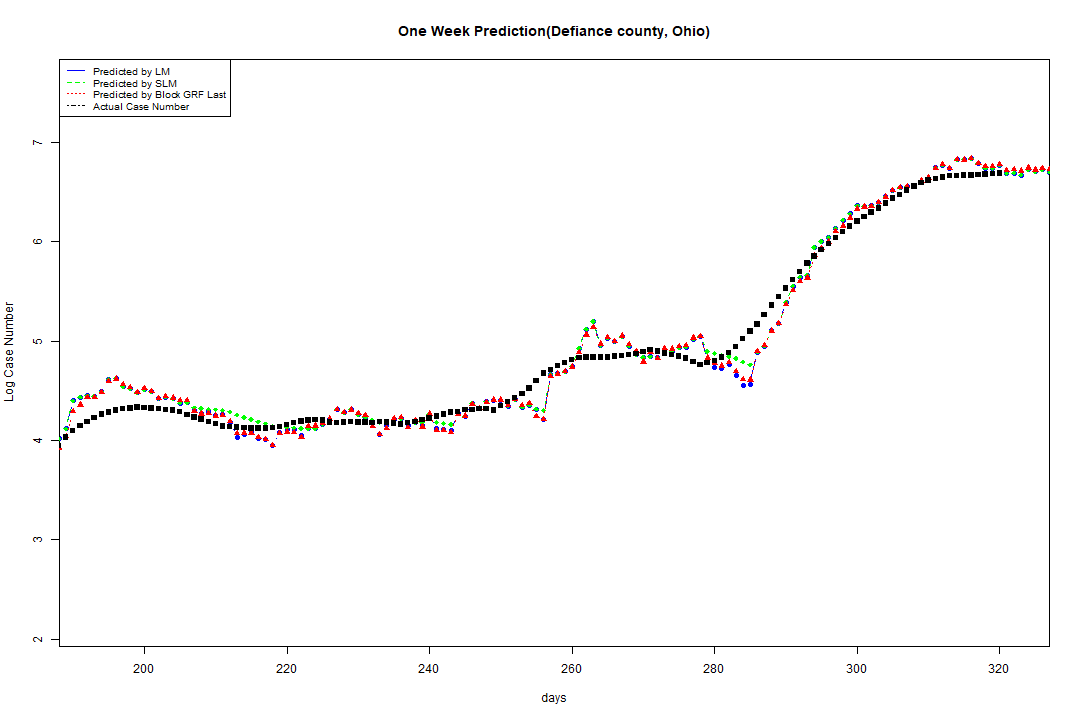 One Week Prediction(Defiance county, Ohio)
Predicted by LM
Predicted by SLM
Predicted by Block GRF Last
Actual Case Number
Log Case Number
7
6
5
4
3
2
200 220 240 260 280 300 320
days